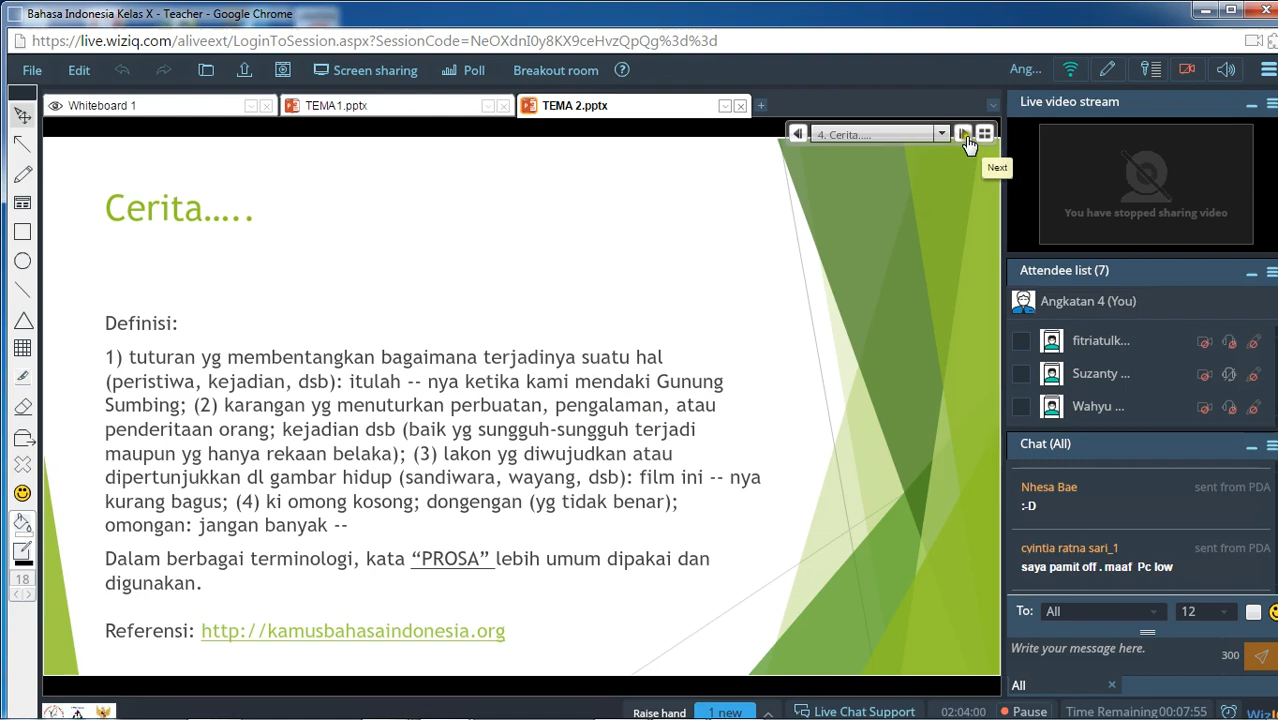 Bahasa Indonesia Kelas X - Teacher - Google Chrome
https://live.wiziq.com/aliveext/LoginToSession.aspx?SessionCode=NeOXdnI0y8KX9ceHvzQpQg%3d%3d
File Edit Screen sharing Poll Breakout room Ang...
Whiteboard 1 TEMA1.pptx TEMA 2.pptx
4. Cerita.....
Next
Cerita…..
Definisi:
1) tuturan yg membentangkan bagaimana terjadinya suatu hal
(peristiwa, kejadian, dsb): itulah -- nya ketika kami mendaki Gunung
Sumbing; (2) karangan yg menuturkan perbuatan, pengalaman, atau
penderitaan orang; kejadian dsb (baik yg sungguh-sungguh terjadi
maupun yg hanya rekaan belaka); (3) lakon yg diwujudkan atau
dipertunjukkan dl gambar hidup (sandiwara, wayang, dsb): film ini -- nya
kurang bagus; (4) ki omong kosong; dongengan (yg tidak benar);
omongan: jangan banyak --
Dalam berbagai terminologi, kata “PROSA” lebih umum dipakai dan
digunakan.
Referensi: http://kamusbahasaindonesia.org
18
Live video stream
You have stopped sharing video
Attendee list (7)
Angkatan 4 (You)
fitriatulk...
Suzanty ...
Wahyu ...
Chat (All)
Nhesa Bae sent from PDA
:-D
cvintia ratna sari_1 sent from PDA
saya pamit off . maaf Pc low
To: All 12
Write your message here. 300
All
Raise hand 1 new Live Chat Support 02:04:00 Pause Time Remaining 00:07:55